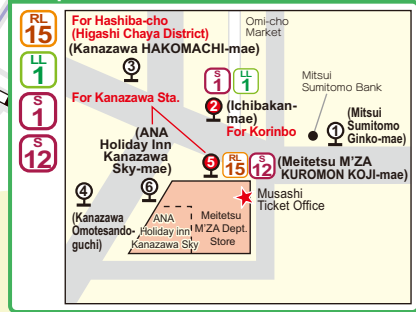 RL
15
LL
1
S
1
S
12
For Hashiba-cho
(Higashi Chaya District)
(Kanazawa HAKOMACHI-mae)
3
Omi-cho
Market
S
1
LL
1
Mitsui
Sumitomo Bank
For Kanazawa Sta.
2
(Ichibakan-
mae)
For Korinbo
1
(Mitsui
Sumitomo
Ginko-mae)
(ANA
Holiday Inn
Kanazawa
Sky-mae)
5
RL
15
S
12
(Meitetsu M'ZA
KUROMON KOJI-mae)
4
(Kanazawa
Omotesando-
guchi)
6
ANA
Holiday inn
Kanazawa Sky
Meitetsu
M'ZA Dept.
Store
Musashi
Ticket Office